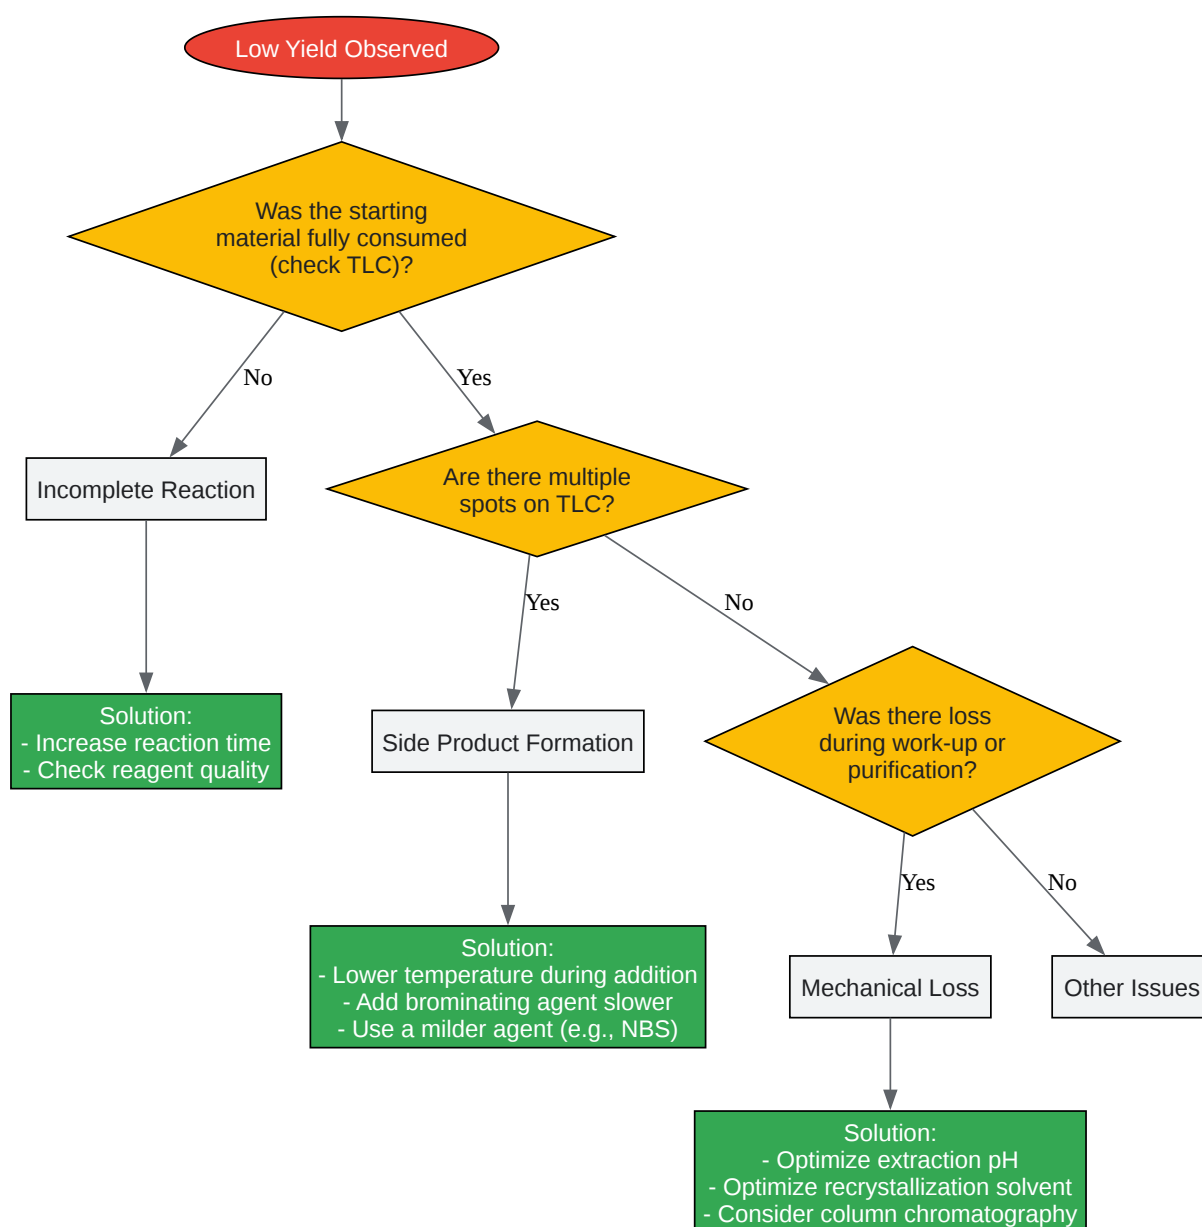 Low Yield Observed
Was the starting
material fully consumed
(check TLC)?
No
Yes
Incomplete Reaction
Are there multiple
spots on TLC?
Yes
No
Solution:
- Increase reaction time
- Check reagent quality
Side Product Formation
Was there loss
during work-up or
purification?
Yes
No
Solution:
- Lower temperature during addition
- Add brominating agent slower
- Use a milder agent (e.g., NBS)
Mechanical Loss
Other Issues
Solution:
- Optimize extraction pH
- Optimize recrystallization solvent
- Consider column chromatography